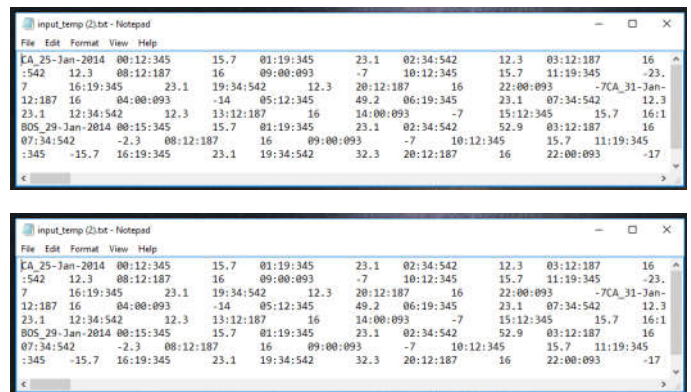 input_temp (2).txt - Notepad
File Edit Format View Help
CA_25-Jan-2014 00:12:345 15.7 01:19:345 23.1 02:34:542 12.3 03:12:187 16
:542 12.3 08:12:187 16 09:00:093 -7 10:12:345 15.7 11:19:345 -23.
7 16:19:345 23.1 19:34:542 12.3 20:12:187 16 22:00:093 -7CA_31-Jan-
12:187 16 04:00:093 -14 05:12:345 49.2 06:19:345 23.1 07:34:542 12.3
23.1 12:34:542 12.3 13:12:187 16 14:00:093 -7 15:12:345 15.7 16:1
BOS_29-Jan-2014 00:15:345 15.7 01:19:345 23.1 02:34:542 52.9 03:12:187 16
07:34:542 -2.3 08:12:187 16 09:00:093 -7 10:12:345 15.7 11:19:345
:345 -15.7 16:19:345 23.1 19:34:542 32.3 20:12:187 16 22:00:093 -17
input_temp (2).txt - Notepad
File Edit Format View Help
CA_25-Jan-2014 00:12:345 15.7 01:19:345 23.1 02:34:542 12.3 03:12:187 16
:542 12.3 08:12:187 16 09:00:093 -7 10:12:345 15.7 11:19:345 -23.
7 16:19:345 23.1 19:34:542 12.3 20:12:187 16 22:00:093 -7CA_31-Jan-
12:187 16 04:00:093 -14 05:12:345 49.2 06:19:345 23.1 07:34:542 12.3
23.1 12:34:542 12.3 13:12:187 16 14:00:093 -7 15:12:345 15.7 16:1
BOS_29-Jan-2014 00:15:345 15.7 01:19:345 23.1 02:34:542 52.9 03:12:187 16
07:34:542 -2.3 08:12:187 16 09:00:093 -7 10:12:345 15.7 11:19:345
:345 -15.7 16:19:345 23.1 19:34:542 32.3 20:12:187 16 22:00:093 -17